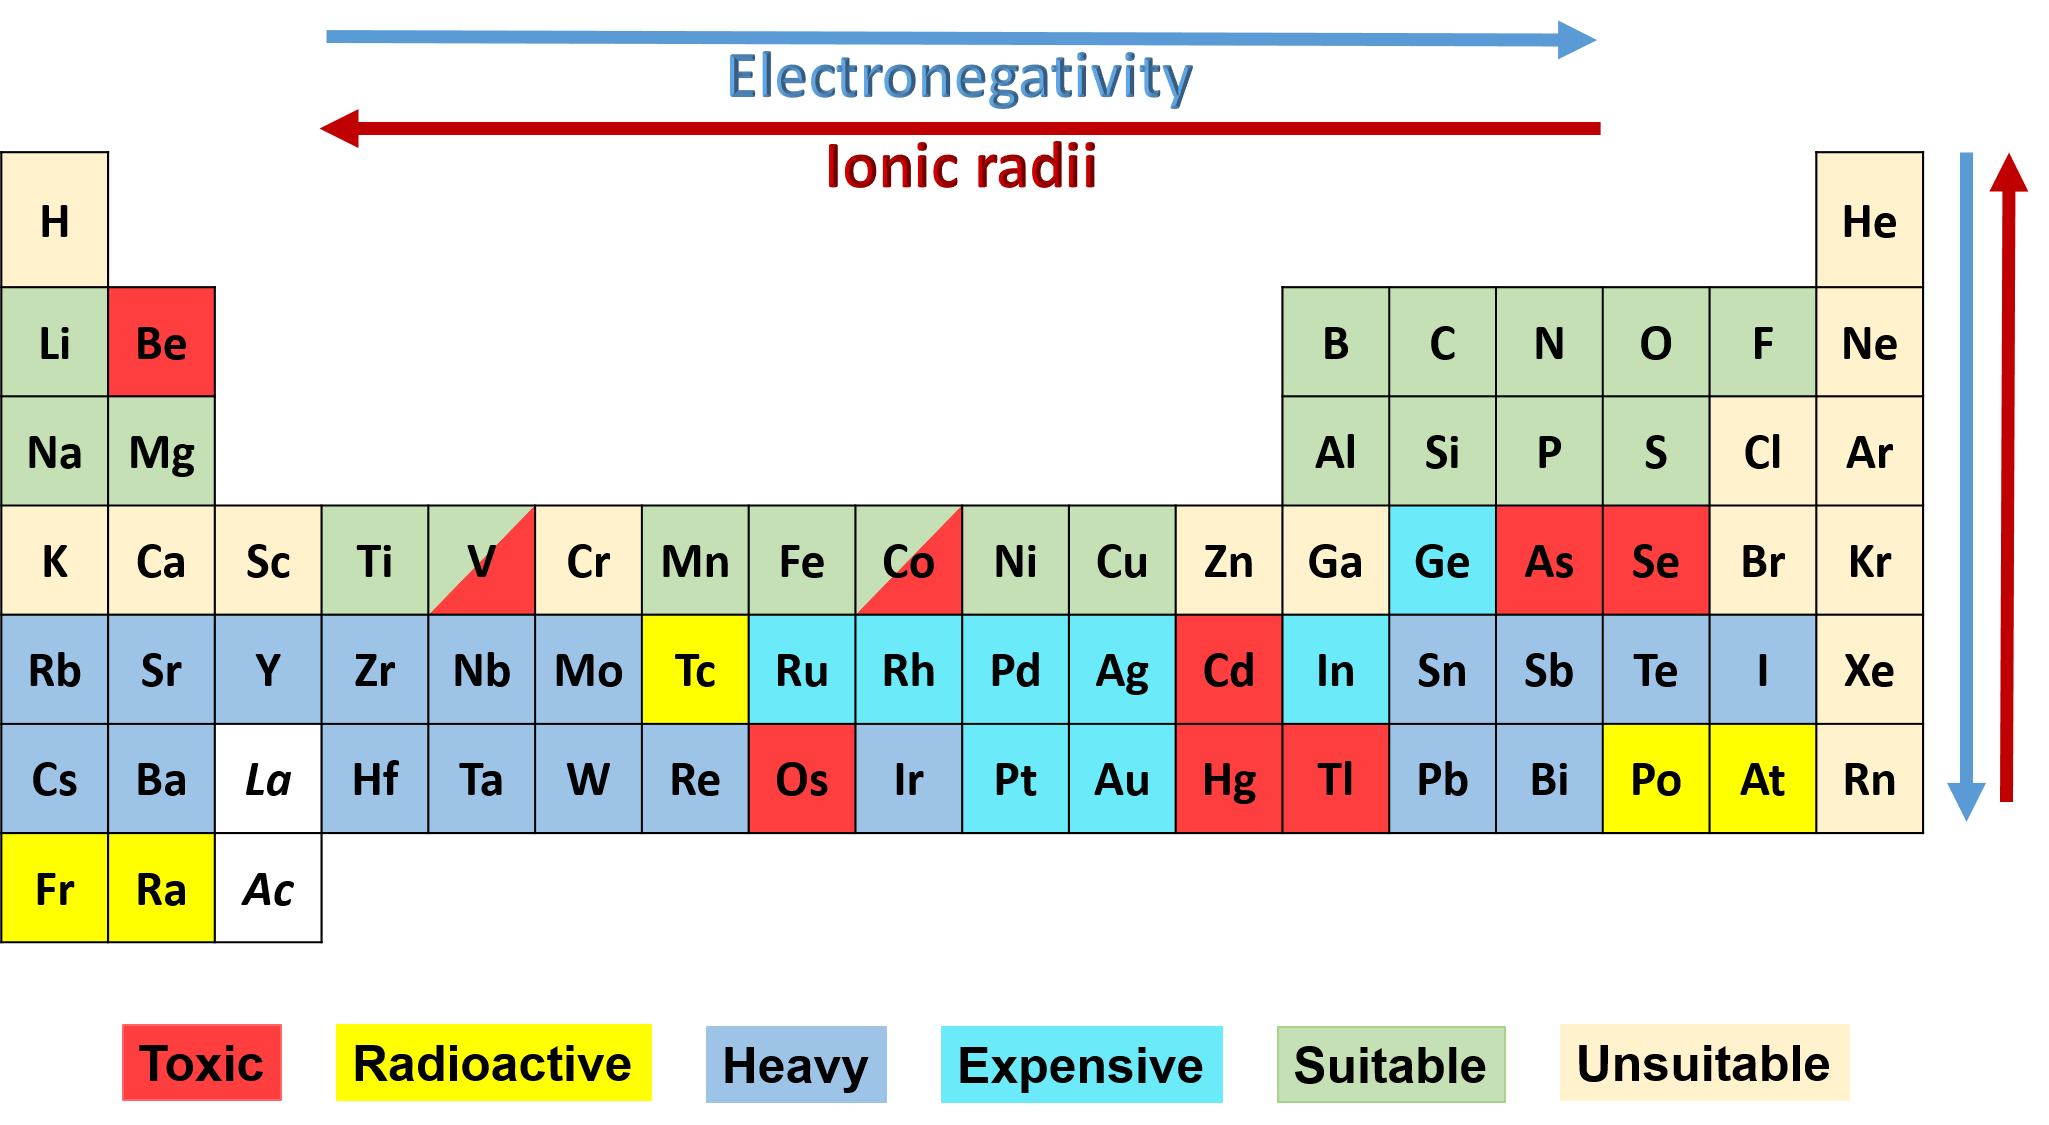 Electronegativity
Ionic radii
H He
Li Be B C N O F Ne
Na Mg Al Si P S Cl Ar
K Ca Sc Ti V Cr Mn Fe Co Ni Cu Zn Ga Ge As Se Br Kr
Rb Sr Y Zr Nb Mo Tc Ru Rh Pd Ag Cd In Sn Sb Te I Xe
Cs Ba La Hf Ta W Re Os Ir Pt Au Hg Tl Pb Bi Po At Rn
Fr Ra Ac
Toxic Radioactive Heavy Expensive Suitable Unsuitable